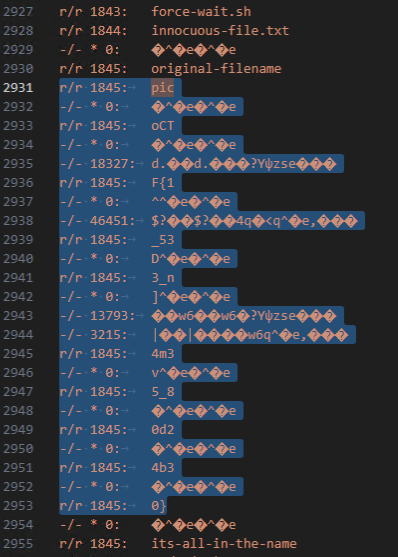 2927 r/r 1843: force-wait.sh
2928 r/r 1844: innocuous-file.txt
2929 -/- * 0: �^�e^�e
2930 r/r 1845: original-filename
2931 r/r 1845:→ pic
2932 -/- * 0:→ �^�e^�e
2933 r/r 1845:→ oCT
2934 -/- * 0:→ �^�e^�e
2935 -/- 18327:→ d.��d.���?Yψzse���
2936 r/r 1845:→ F{1
2937 -/- * 0:→ ^^�e^�e
2938 -/- 46451:→ $?��$?��4q�<q^�e,���
2939 r/r 1845:→ _53
2940 -/- * 0:→ D^�e^�e
2941 r/r 1845:→ 3_n
2942 -/- * 0:→ ]^�e^�e
2943 -/- 13793:→ ��w6��w6�?Yψzse���
2944 -/- 3215:→ |��|����w6q^�e,���
2945 r/r 1845:→ 4m3
2946 -/- * 0:→ v^�e^�e
2947 r/r 1845:→ 5_8
2948 -/- * 0:→ �^�e^�e
2949 r/r 1845:→ 0d2
2950 -/- * 0:→ �^�e^�e
2951 r/r 1845:→ 4b3
2952 -/- * 0:→ �^�e^�e
2953 r/r 1845:→ 0}
2954 -/- * 0: �^�e^�e
2955 r/r 1845: its-all-in-the-name